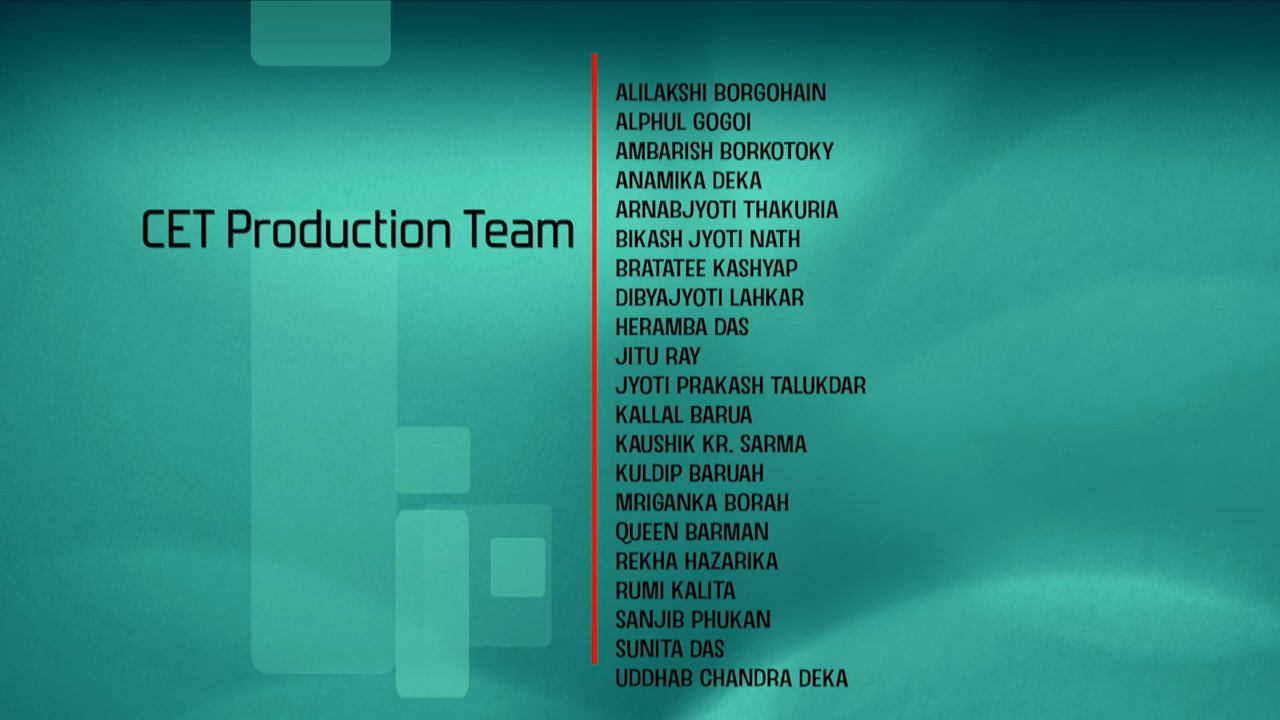 CET Production Team
ALILAKSHI BORGOHAIN
ALPHUL GOGOI
AMBARISH BORKOTOKY
ANAMIKA DEKA
ARNABJYOTI THAKURIA
BIKASH JYOTI NATH
BRATATEE KASHYAP
DIBYAJYOTI LAHKAR
HERAMBA DAS
JITU RAY
JYOTI PRAKASH TALUKDAR
KALLAL BARUA
KAUSHIK KR. SARMA
KULDIP BARUAH
MRIGANKA BORAH
QUEEN BARMAN
REKHA HAZARIKA
RUMI KALITA
SANJIB PHUKAN
SUNITA DAS
UDDHAB CHANDRA DEKA